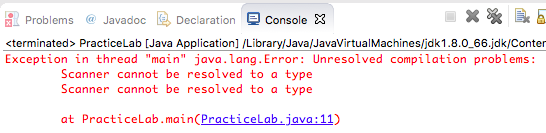 Problems @ Javadoc Declaration Console
<terminated> PracticeLab [Java Application] /Library/Java/JavaVirtualMachines/jdk1.8.0_66.jdk/Conten
Exception in thread "main" java.lang.Error: Unresolved compilation problems:
Scanner cannot be resolved to a type
Scanner cannot be resolved to a type
at PracticeLab.main(PracticeLab.java:11)